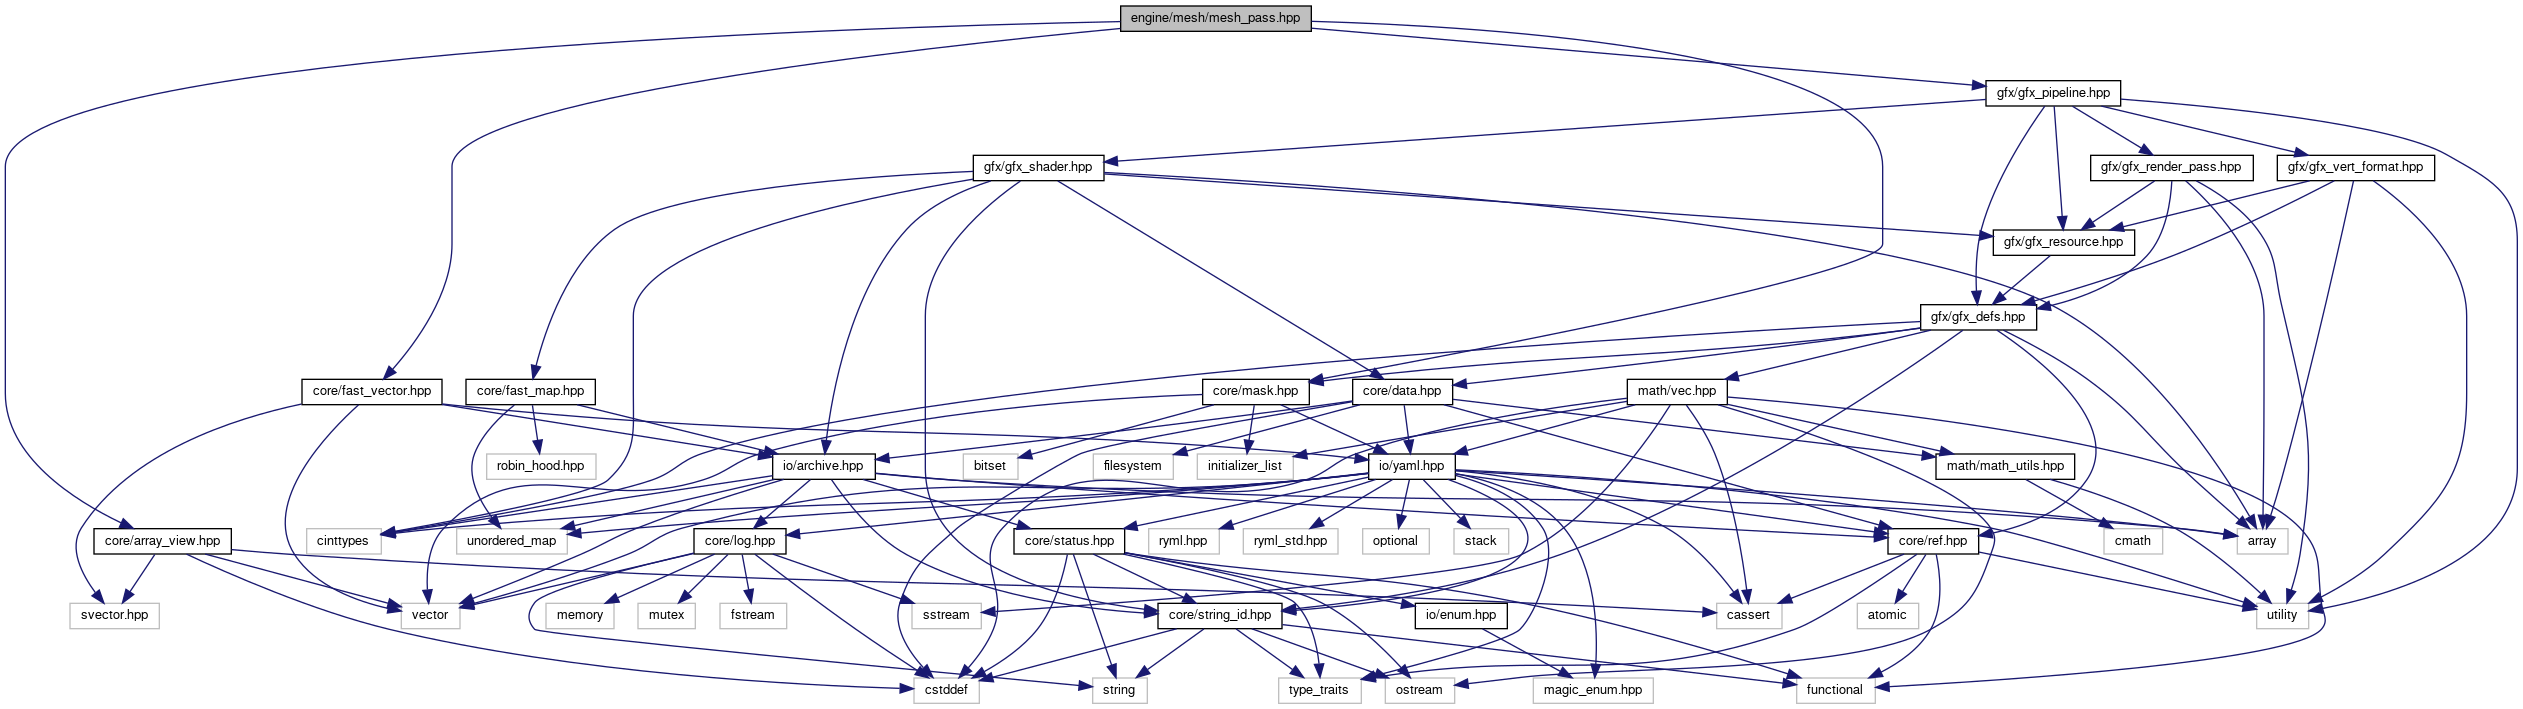 engine/mesh/mesh_pass.hpp
gfx/gfx_pipeline.hpp
gfx/gfx_shader.hpp
gfx/gfx_render_pass.hpp
gfx/gfx_vert_format.hpp
gfx/gfx_resource.hpp
gfx/gfx_defs.hpp
core/fast_vector.hpp
core/fast_map.hpp
core/mask.hpp
core/data.hpp
math/vec.hpp
robin_hood.hpp
io/archive.hpp
bitset
filesystem
initializer_list
io/yaml.hpp
math/math_utils.hpp
core/array_view.hpp
cinttypes
unordered_map
core/log.hpp
core/status.hpp
ryml.hpp
ryml_std.hpp
optional
stack
core/ref.hpp
cmath
array
svector.hpp
vector
memory
mutex
fstream
sstream
core/string_id.hpp
io/enum.hpp
cassert
atomic
utility
cstddef
string
type_traits
ostream
magic_enum.hpp
functional